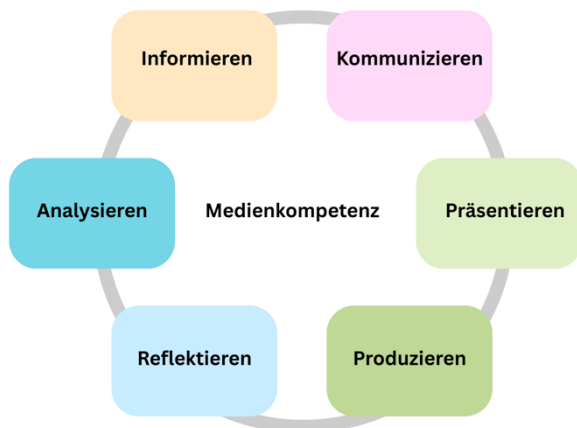 Informieren
Kommunizieren
Analysieren
Medienkompetenz
Präsentieren
Reflektieren
Produzieren